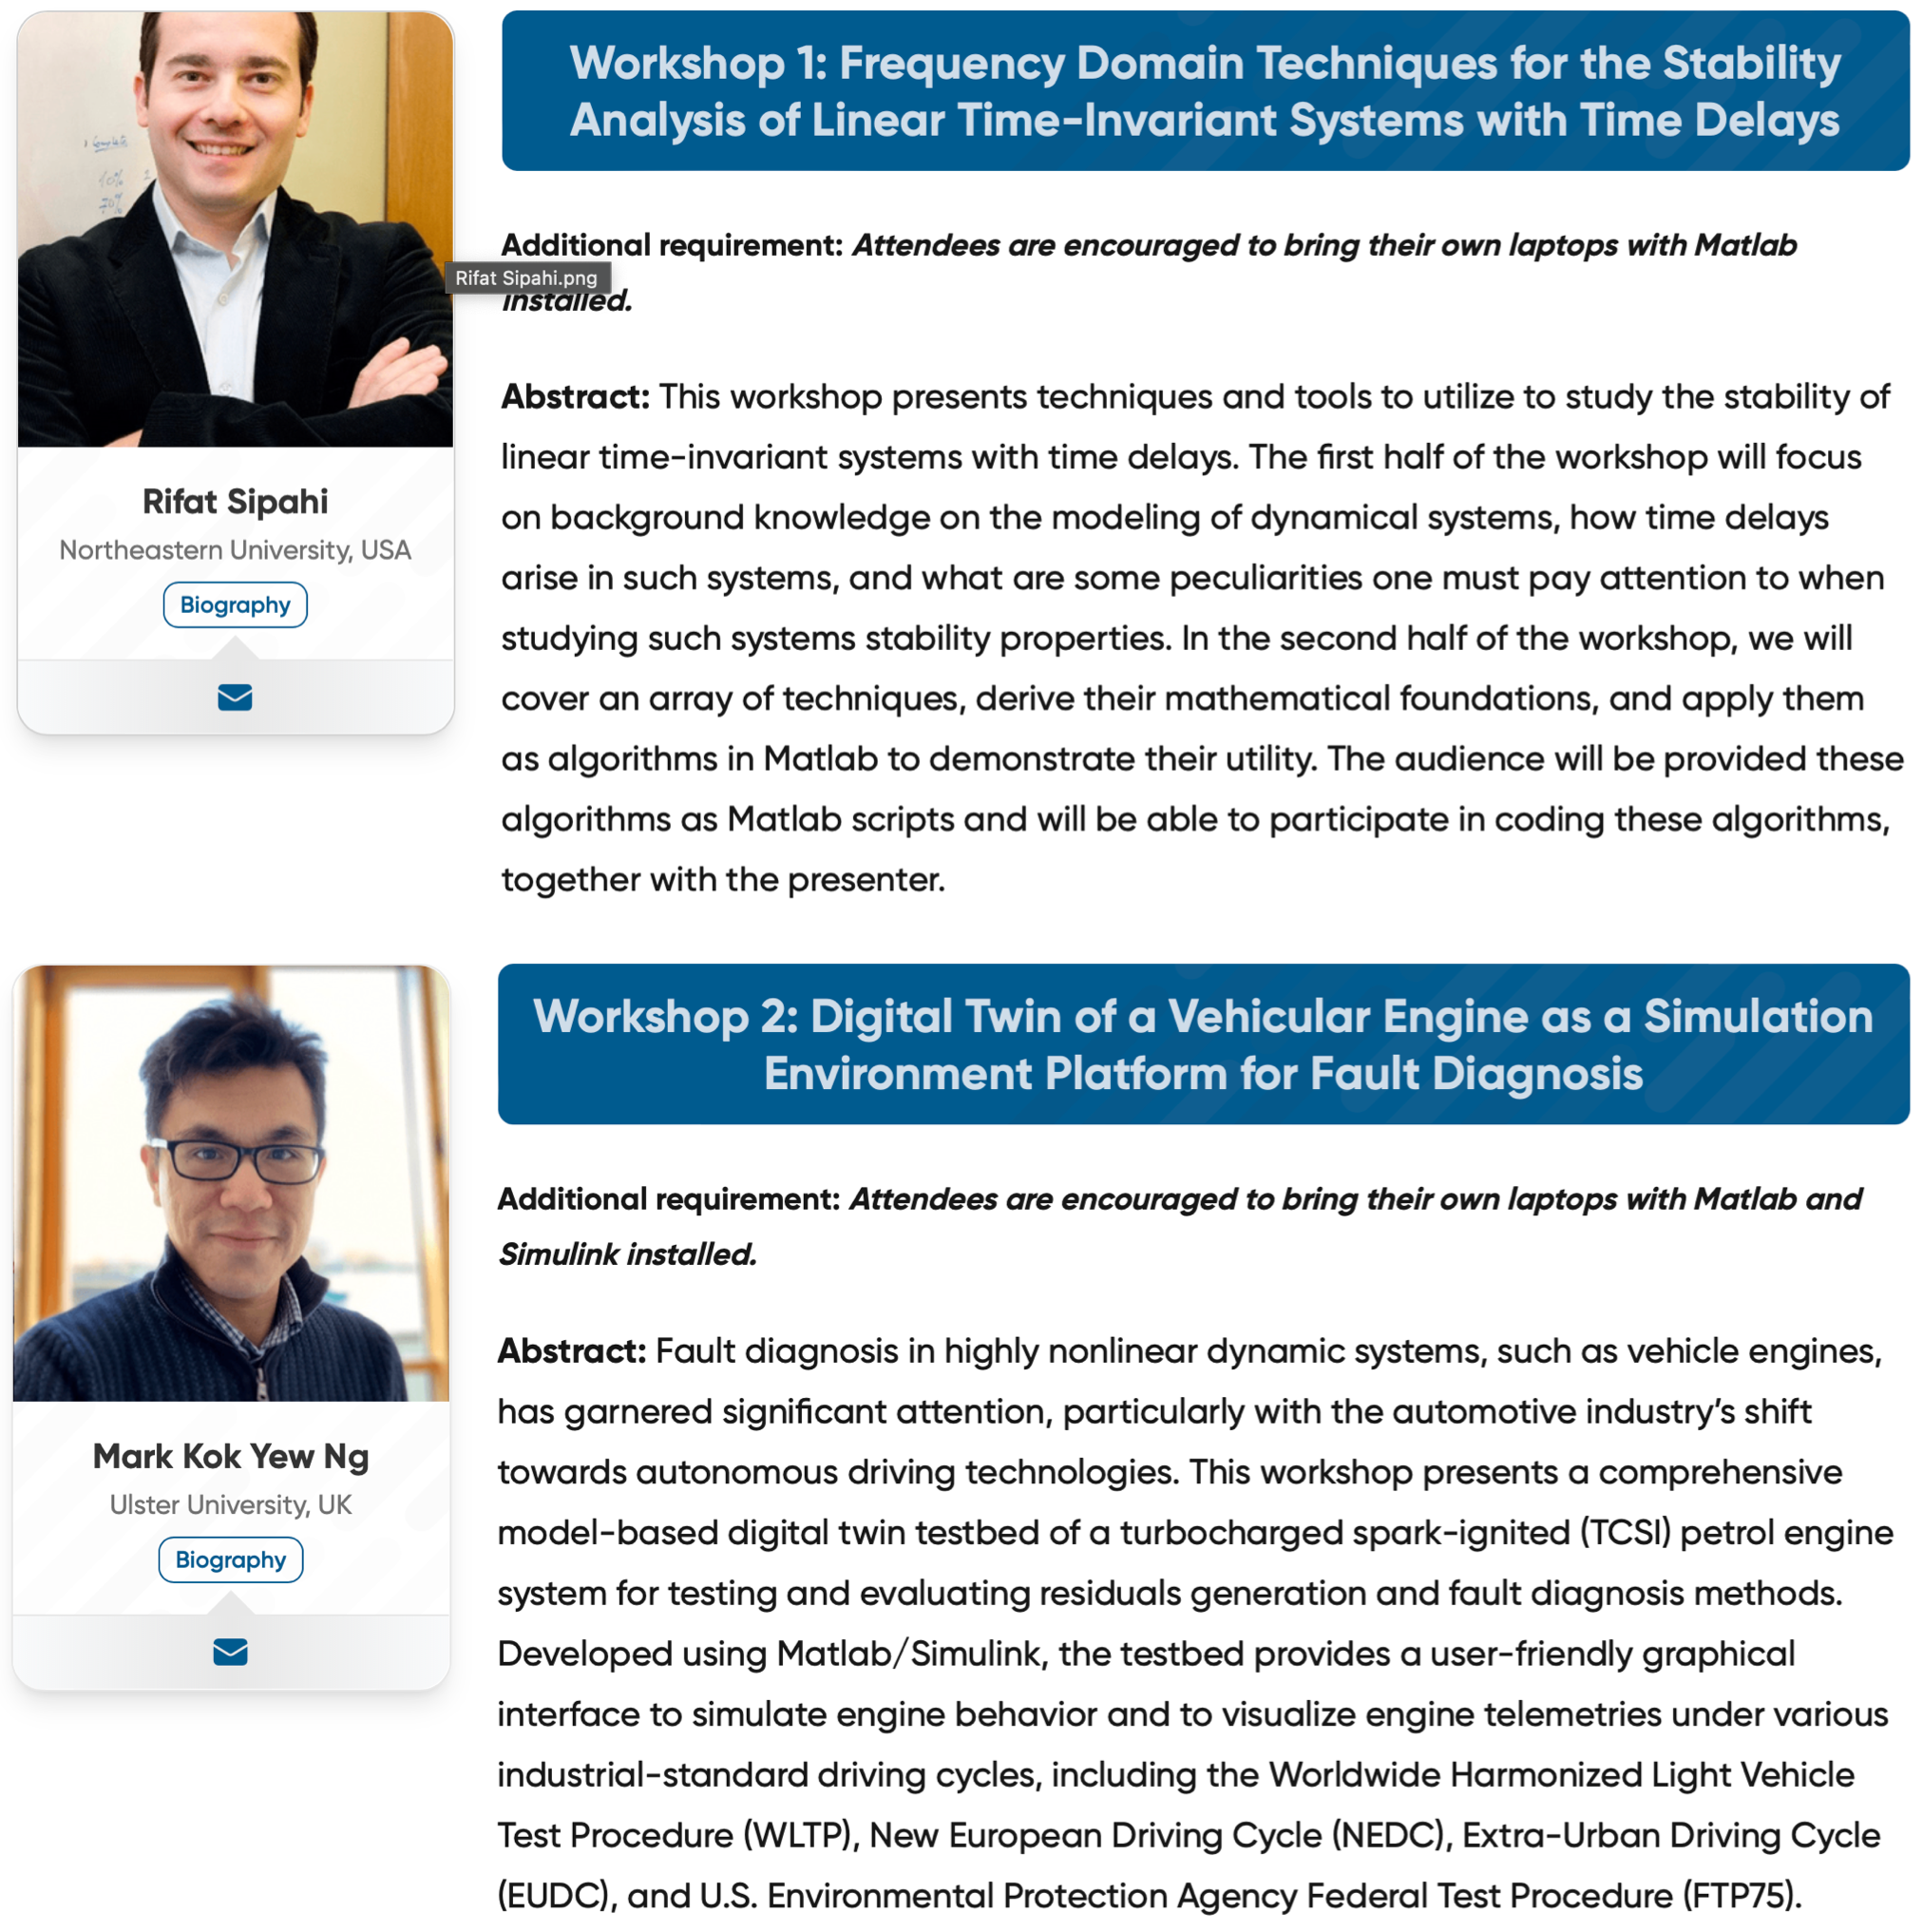 Workshop 1: Frequency Domain Techniques for the Stability
Analysis of Linear Time-Invariant Systems with Time Delays
Additional requirement: Attendees are encouraged to bring their own laptops with Matlab
Rifat Sipahi.png
installed.
Abstract: This workshop presents techniques and tools to utilize to study the stability of
linear time-invariant systems with time delays. The first half of the workshop will focus
on background knowledge on the modeling of dynamical systems, how time delays
arise in such systems, and what are some peculiarities one must pay attention to when
studying such systems stability properties. In the second half of the workshop, we will
cover an array of techniques, derive their mathematical foundations, and apply them
as algorithms in Matlab to demonstrate their utility. The audience will be provided these
algorithms as Matlab scripts and will be able to participate in coding these algorithms,
together with the presenter.
Complete
70%
Rifat Sipahi
Northeastern University, USA
Biography
Workshop 2: Digital Twin of a Vehicular Engine as a Simulation
Environment Platform for Fault Diagnosis
Additional requirement: Attendees are encouraged to bring their own laptops with Matlab and
Simulink installed.
Abstract: Fault diagnosis in highly nonlinear dynamic systems, such as vehicle engines,
has garnered significant attention, particularly with the automotive industry’s shift
towards autonomous driving technologies. This workshop presents a comprehensive
model-based digital twin testbed of a turbocharged spark-ignited (TCSI) petrol engine
system for testing and evaluating residuals generation and fault diagnosis methods.
Developed using Matlab/Simulink, the testbed provides a user-friendly graphical
interface to simulate engine behavior and to visualize engine telemetries under various
industrial-standard driving cycles, including the Worldwide Harmonized Light Vehicle
Test Procedure (WLTP), New European Driving Cycle (NEDC), Extra-Urban Driving Cycle
(EUDC), and U.S. Environmental Protection Agency Federal Test Procedure (FTP75).
Mark Kok Yew Ng
Ulster University, UK
Biography